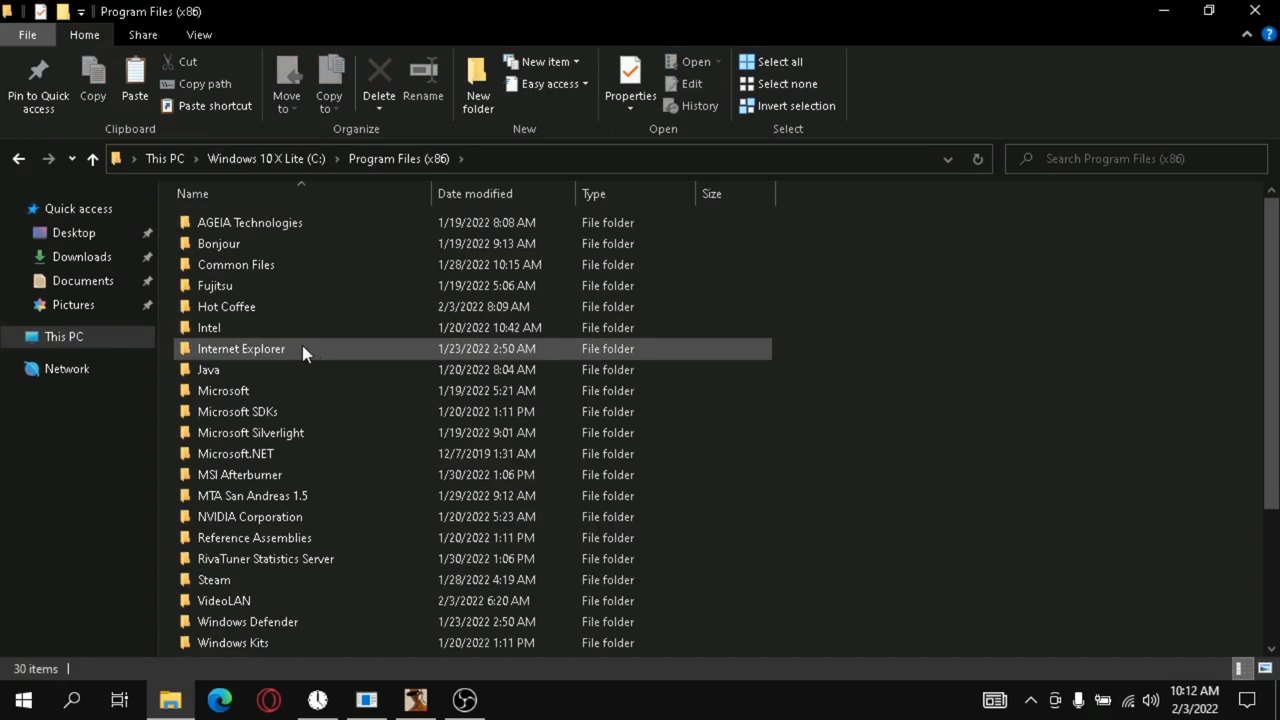 Program Files (x86)
File Home Share View
Pin to Quick access
Copy
Paste
Cut
Copy path
Paste shortcut
Clipboard
Move to
Copy to
Delete
Rename
Organize
New folder
New item
Easy access
New
Properties
Open
Edit
History
Open
Select all
Select none
Invert selection
Select
This PC Windows 10 X Lite (C:) Program Files (x86)
Search Program Files (x86)
Quick access
Desktop
Downloads
Documents
Pictures
This PC
Network
Name Date modified Type Size
AGEIA Technologies 1/19/2022 8:08 AM File folder
Bonjour 1/19/2022 9:13 AM File folder
Common Files 1/28/2022 10:15 AM File folder
Fujitsu 1/19/2022 5:06 AM File folder
Hot Coffee 2/3/2022 8:09 AM File folder
Intel 1/20/2022 10:42 AM File folder
Internet Explorer 1/23/2022 2:50 AM File folder
Java 1/20/2022 8:04 AM File folder
Microsoft 1/19/2022 5:21 AM File folder
Microsoft SDKs 1/20/2022 1:11 PM File folder
Microsoft Silverlight 1/19/2022 9:01 AM File folder
Microsoft.NET 12/7/2019 1:31 AM File folder
MSI Afterburner 1/30/2022 1:06 PM File folder
MTA San Andreas 1.5 1/29/2022 9:12 AM File folder
NVIDIA Corporation 1/20/2022 5:23 AM File folder
Reference Assemblies 1/20/2022 1:11 PM File folder
RivaTuner Statistics Server 1/30/2022 1:06 PM File folder
Steam 1/28/2022 4:19 AM File folder
VideoLAN 2/3/2022 6:20 AM File folder
Windows Defender 1/23/2022 2:50 AM File folder
Windows Kits 1/20/2022 1:11 PM File folder
30 items
10:12 AM
2/3/2022